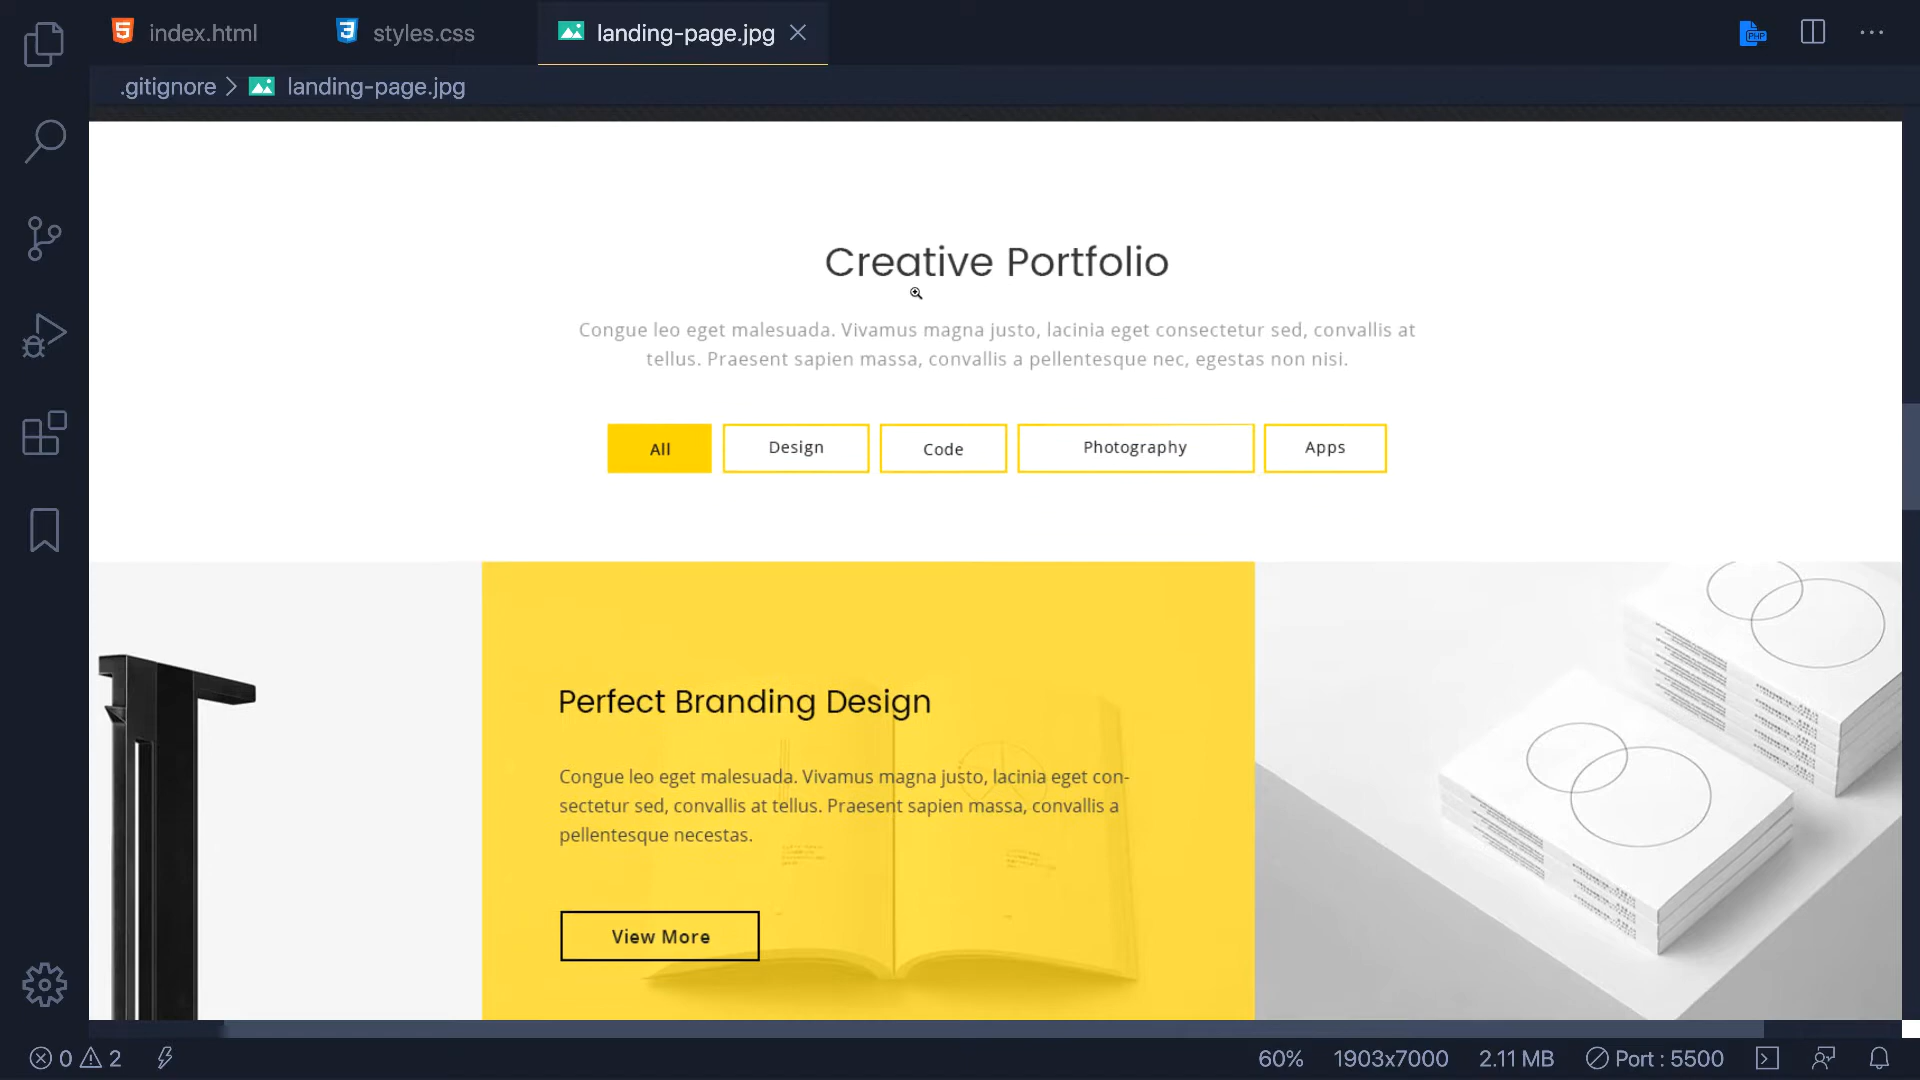 index.html
styles.css
landing-page.jpg
PHP
.gitignore > landing-page.jpg
Creative Portfolio
Congue leo eget malesuada. Vivamus magna justo, lacinia eget consectetur sed, convallis at
tellus. Praesent sapien massa, convallis a pellentesque nec, egestas non nisi.
All
Design
Code
Photography
Apps
Perfect Branding Design
Congue leo eget malesuada. Vivamus magna justo, lacinia eget con-
sectetur sed, convallis at tellus. Praesent sapien massa, convallis a
pellentesque necestas.
View More
0 2
60%
1903x7000
2.11 MB
Port : 5500